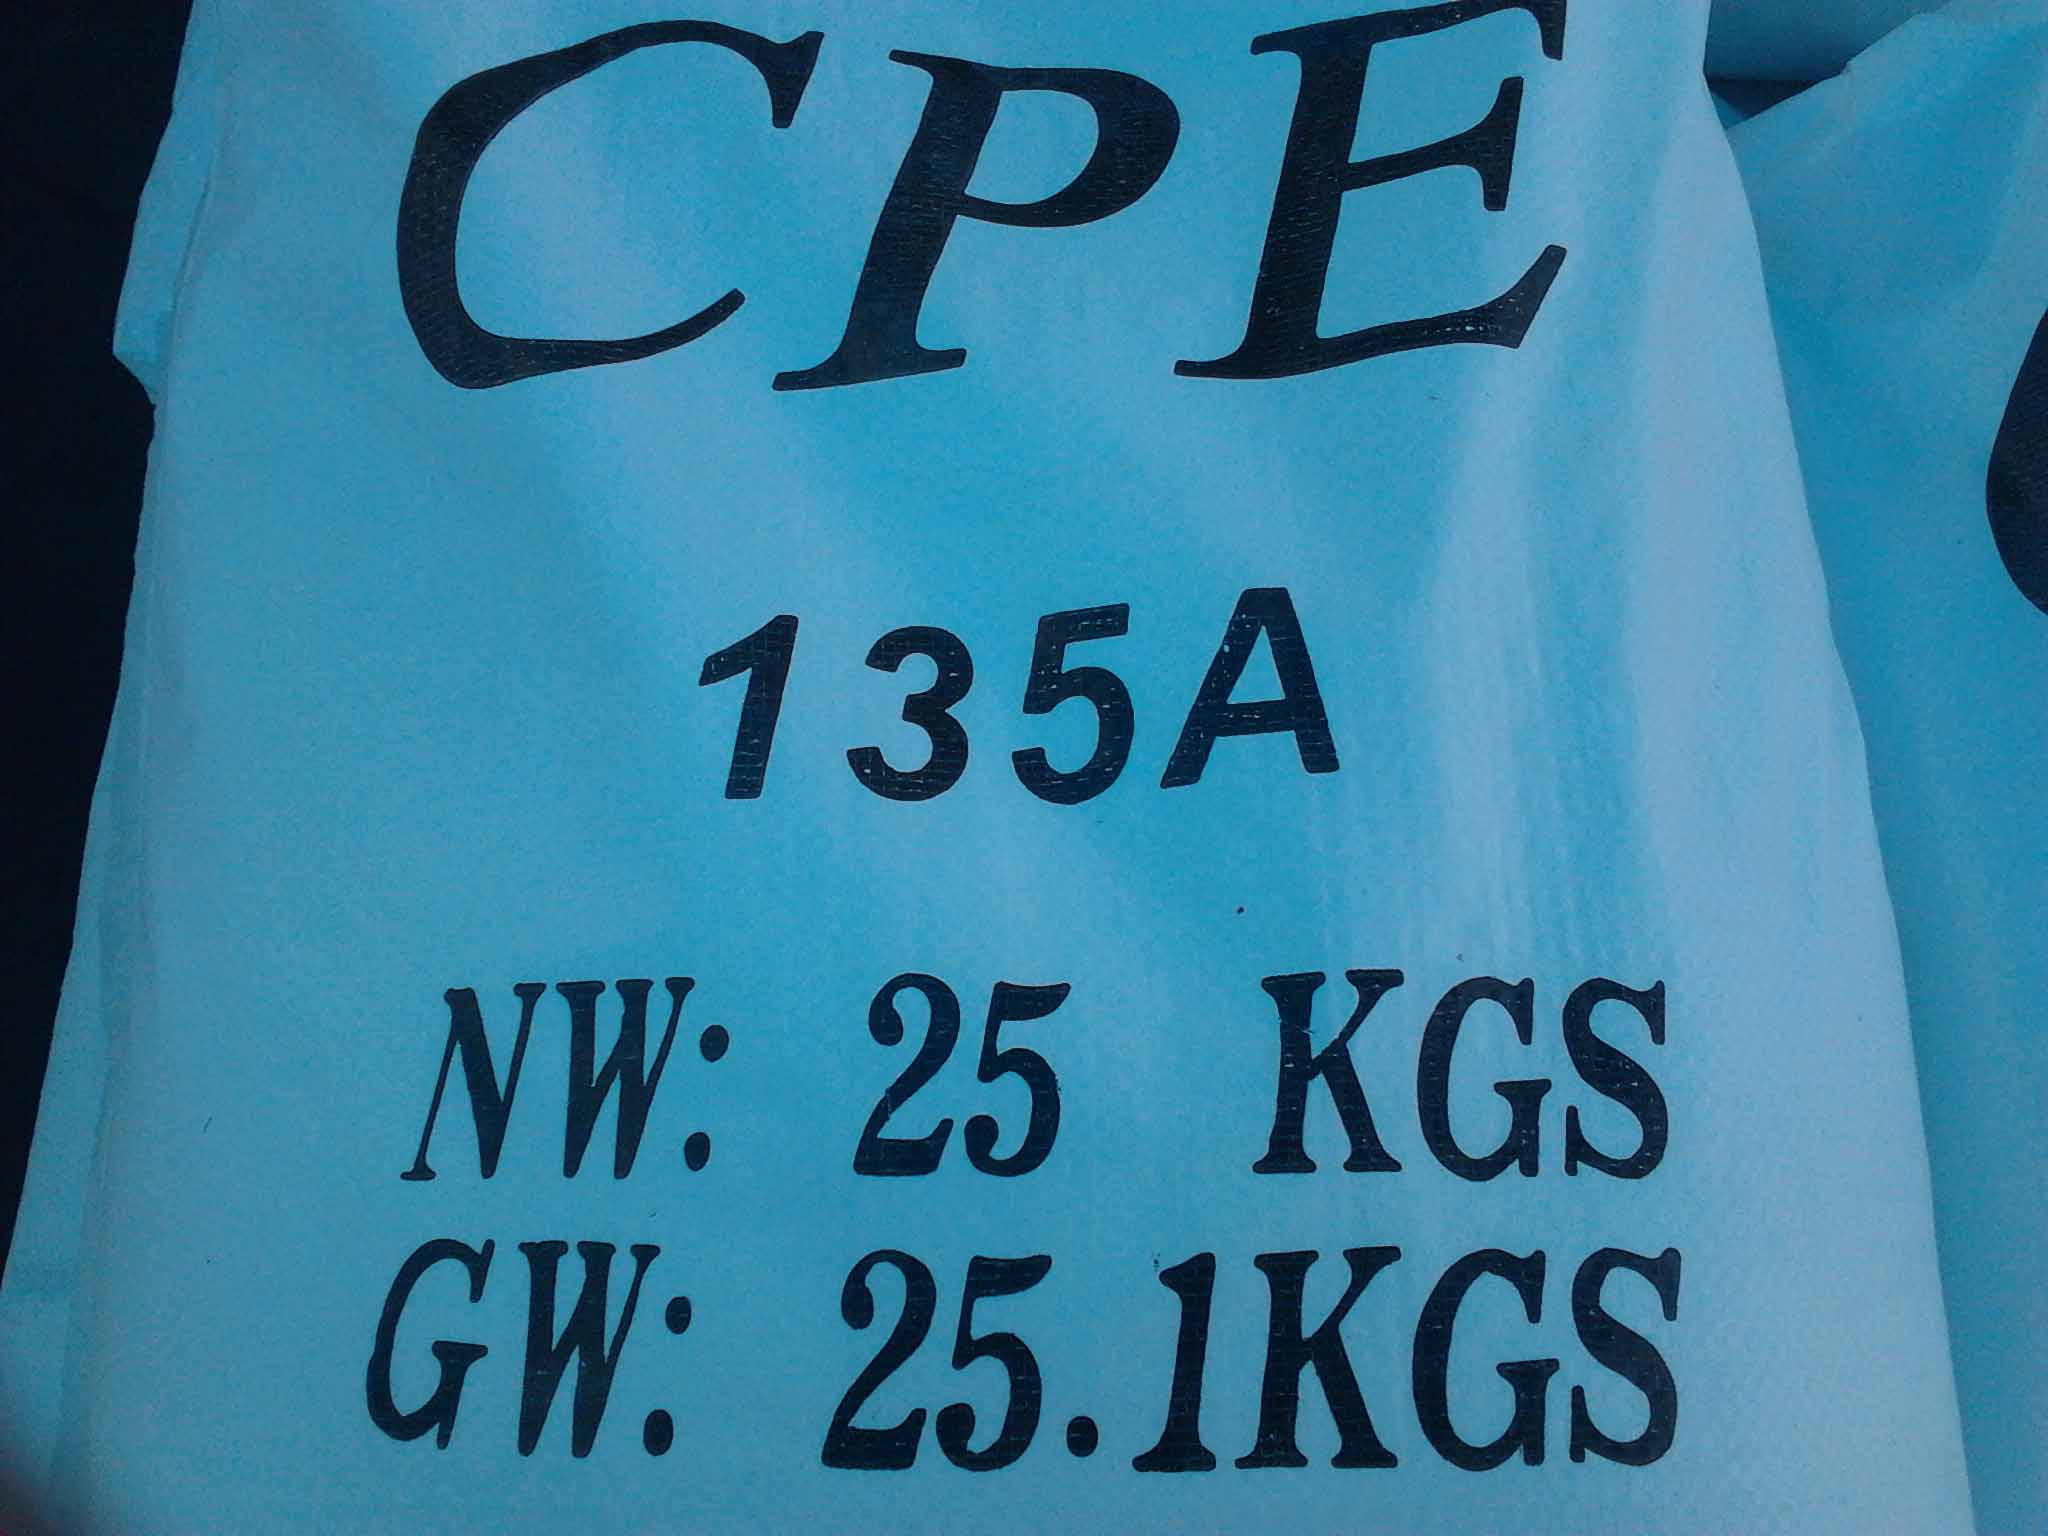 CPE
135A
NW: 25 KGS
GW: 25.1KGS